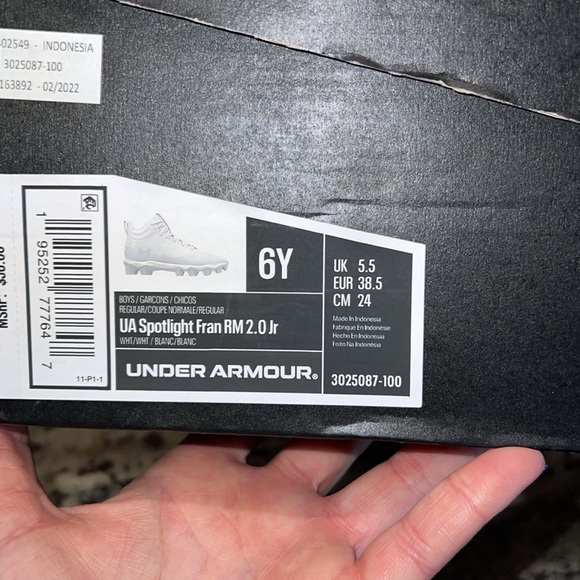 02549 - INDONESIA
3025087-100
163892 - 02/2022
MSRP: $50.00
1 95252 77764 7
11-P1-1
6Y
UK 5.5
EUR 38.5
CM 24
Made In Indonesia
Fabriqué En Indonésie
Hecho En Indonesia
Feito Na Indonésia
BOYS / GARCONS / CHICOS
REGULAR/COUPE NORMALE/REGULAR
UA Spotlight Fran RM 2.0 Jr
WHT/WHT / BLANC/BLANC
UNDER ARMOUR®
3025087-100